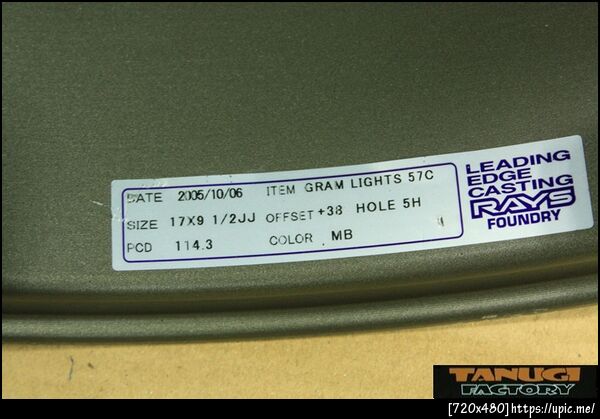 DATE 2005/10/06 ITEM GRAM LIGHTS 57C
SIZE 17X9 1/2JJ OFFSET +38 HOLE 5H
PCD 114.3 COLOR MB
LEADING
EDGE
CASTING
RAYS
FOUNDRY
TANUGI
FACTORY
[720x480]https://upic.me/